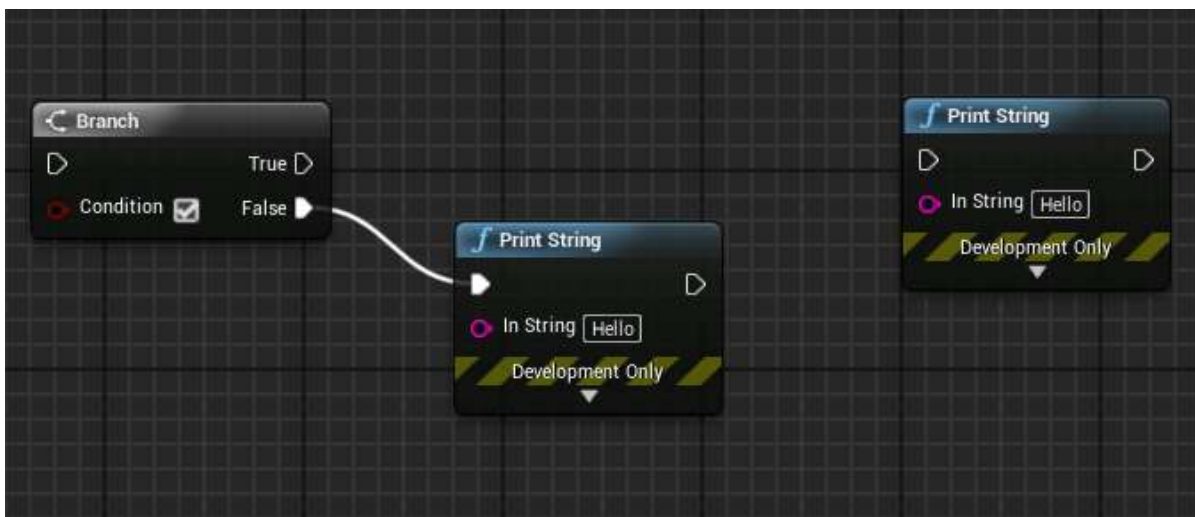 Branch
True
Condition False
Print String
In String Hello
Development Only
Print String
In String Hello
Development Only